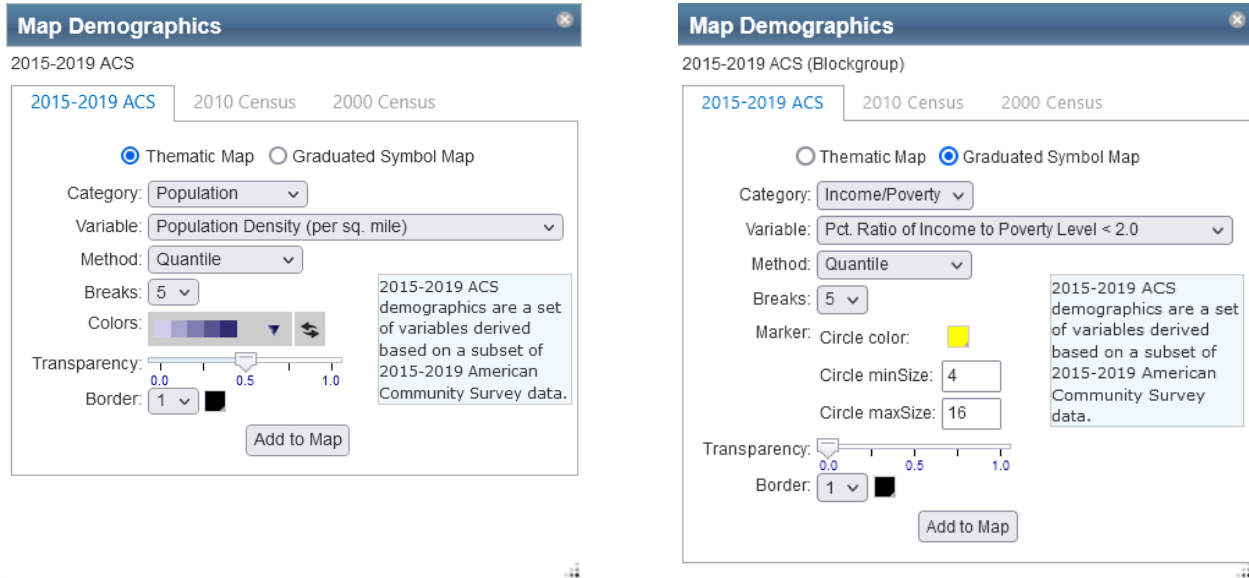 Map Demographics
2015-2019 ACS
2015-2019 ACS 2010 Census 2000 Census
Thematic Map Graduated Symbol Map
Category: Population
Variable: Population Density (per sq. mile)
Method: Quantile
Breaks: 5
Colors:
Transparency:
0.0 0.5 1.0
Border: 1
2015-2019 ACS
demographics are a set
of variables derived
based on a subset of
2015-2019 American
Community Survey data.
Add to Map
Map Demographics
2015-2019 ACS (Blockgroup)
2015-2019 ACS 2010 Census 2000 Census
Thematic Map Graduated Symbol Map
Category: Income/Poverty
Variable: Pct. Ratio of Income to Poverty Level < 2.0
Method: Quantile
Breaks: 5
Marker: Circle color:
Circle minSize: 4
Circle maxSize: 16
Transparency:
0.0 0.5 1.0
Border: 1
2015-2019 ACS
demographics are a set
of variables derived
based on a subset of
2015-2019 American
Community Survey
data.
Add to Map